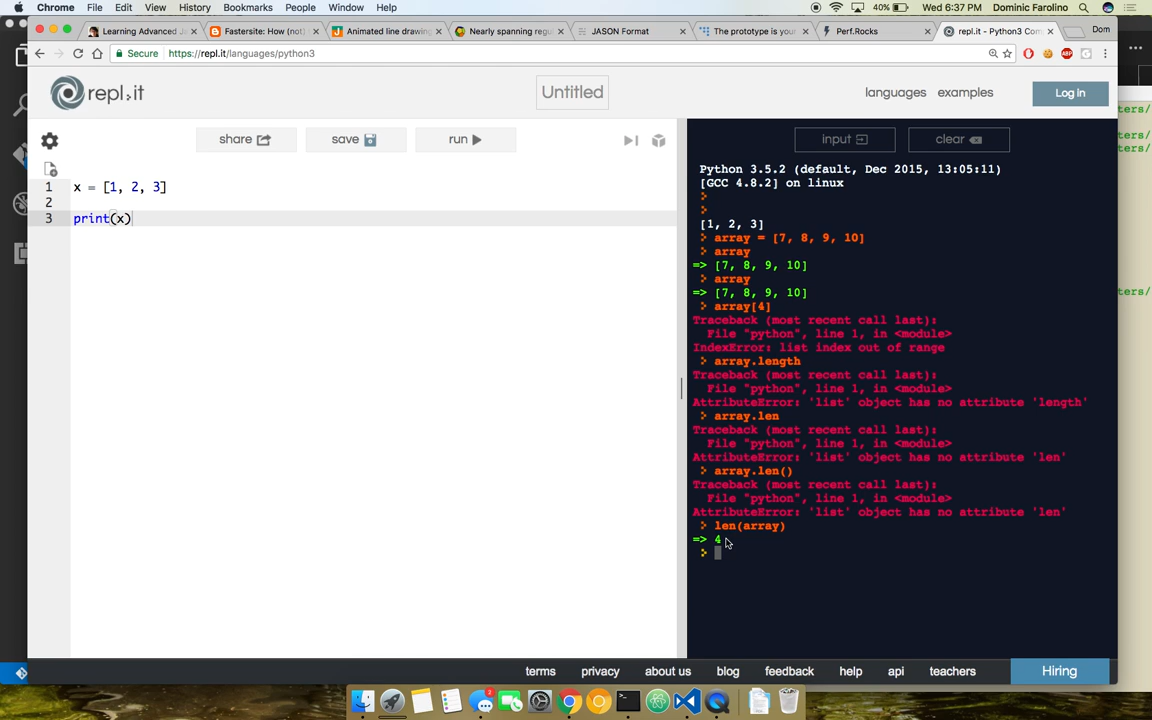 Chrome File Edit View History Bookmarks People Window Help 40% Wed 6:37 PM Dominic Farolino
Learning Advanced Ja Fastersite: How (not) Animated line drawing Nearly spanning regu JASON Format The prototype is your Perf.Rocks repl.it - Python3 Com Dom
Secure https://repl.it/languages/python3
repl.it Untitled languages examples Log in
share save run input clear
1 x = [1, 2, 3]
2
3 print(x)
Python 3.5.2 (default, Dec 2015, 13:05:11)
[GCC 4.8.2] on linux
[1, 2, 3]
array = [7, 8, 9, 10]
array
=> [7, 8, 9, 10]
array
=> [7, 8, 9, 10]
array[4]
Traceback (most recent call last):
File "python", line 1, in <module>
IndexError: list index out of range
array.length
Traceback (most recent call last):
File "python", line 1, in <module>
AttributeError: 'list' object has no attribute 'length'
array.len
Traceback (most recent call last):
File "python", line 1, in <module>
AttributeError: 'list' object has no attribute 'len'
array.len()
Traceback (most recent call last):
File "python", line 1, in <module>
AttributeError: 'list' object has no attribute 'len'
len(array)
=> 4
ters/
ters/
ters/
ters/
terms privacy about us blog feedback help api teachers Hiring